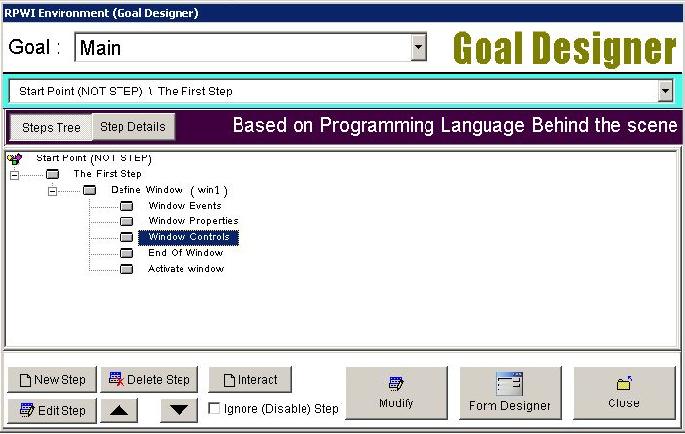 RPWI Environment (Goal Designer)
Goal : Main
Goal Designer
Start Point (NOT STEP) \ The First Step
Steps Tree Step Details Based on Programming Language Behind the scene
Start Point (NOT STEP)
The First Step
Define Window ( win1 )
Window Events
Window Properties
Window Controls
End Of Window
Activate window
New Step Delete Step Interact
Edit Step Ignore (Disable) Step
Modify Form Designer Close